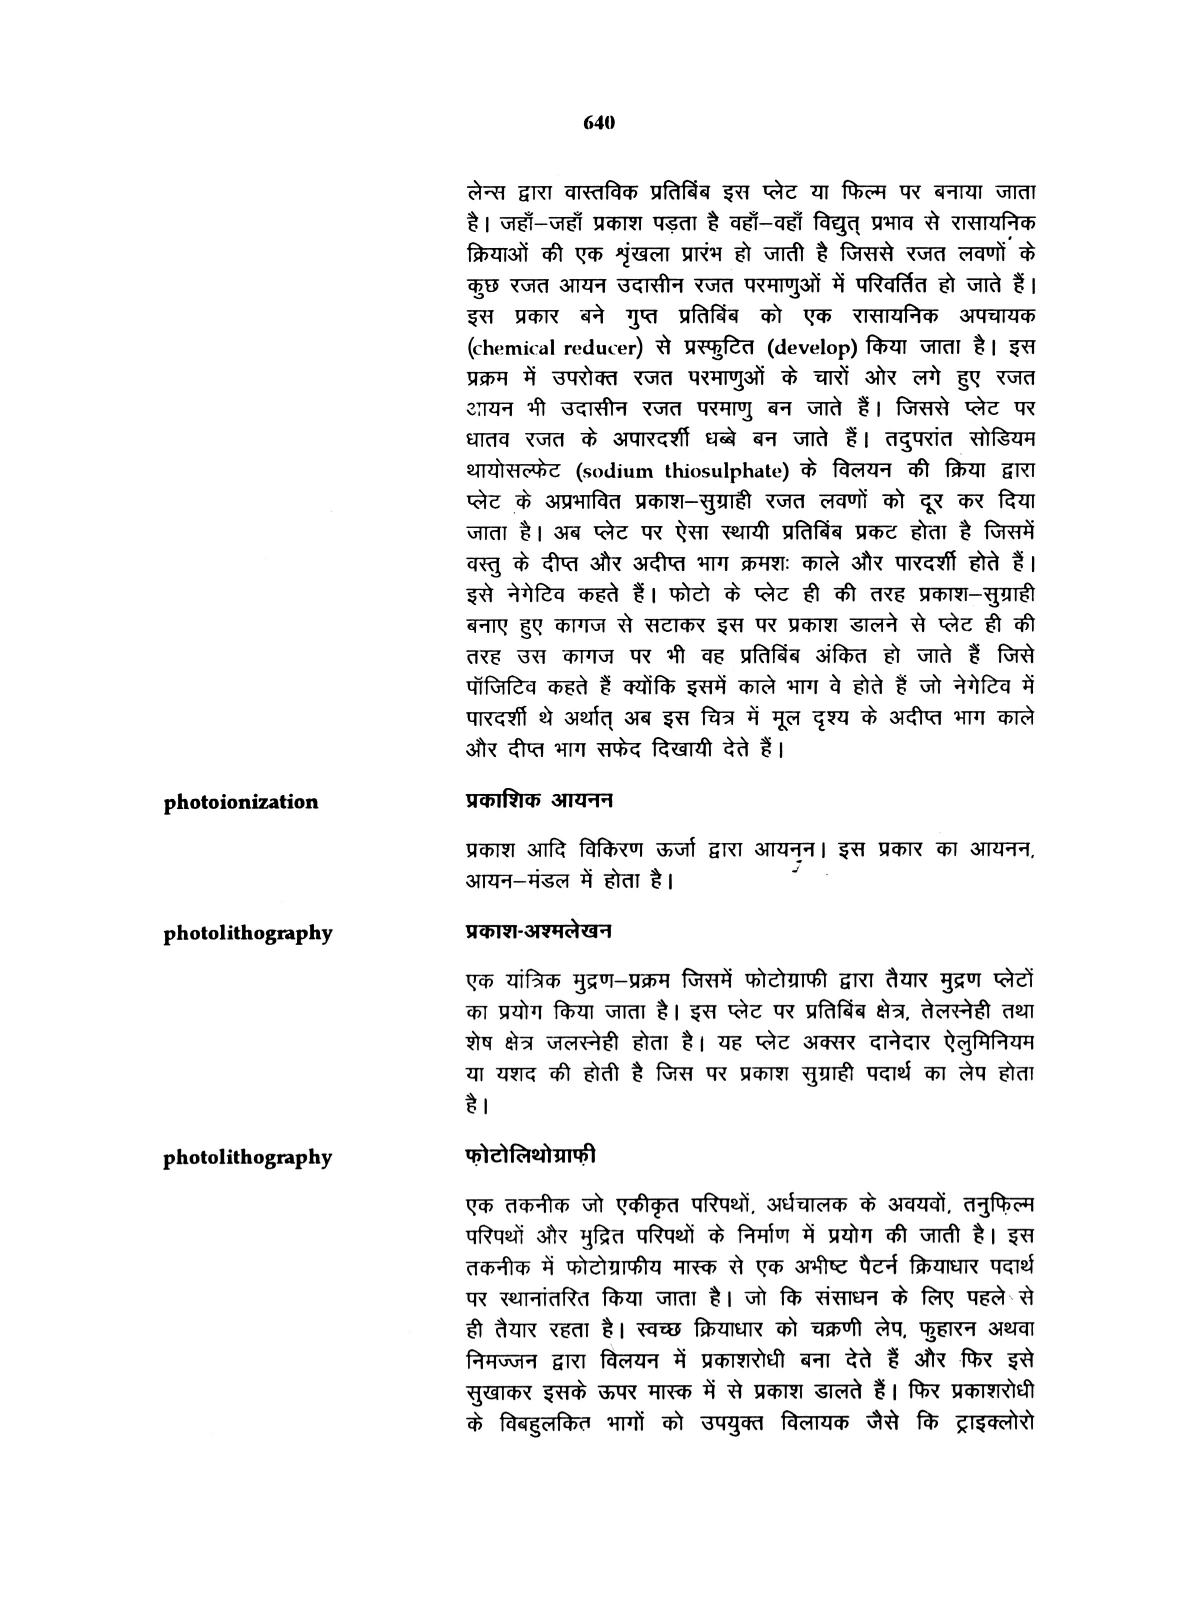 640
लेन्स द्वारा वास्तविक प्रतिबिंब इस प्लेट या फिल्म पर बनाया जाता
है। जहाँ–जहाँ प्रकाश पड़ता है वहाँ–वहाँ विद्युत् प्रभाव से रासायनिक
क्रियाओं की एक शृंखला प्रारंभ हो जाती है जिससे रजत लवणों के
कुछ रजत आयन उदासीन रजत परमाणुओं में परिवर्तित हो जाते हैं।
इस प्रकार बने गुप्त प्रतिबिंब को एक रासायनिक अपचायक
(chemical reducer) से प्रस्फुटित (develop) किया जाता है। इस
प्रक्रम में उपरोक्त रजत परमाणुओं के चारों ओर लगे हुए रजत
आयन भी उदासीन रजत परमाणु बन जाते हैं। जिससे प्लेट पर
धातव रजत के अपारदर्शी धब्बे बन जाते हैं। तदुपरांत सोडियम
थायोसल्फेट (sodium thiosulphate) के विलयन की क्रिया द्वारा
प्लेट के अप्रभावित प्रकाश–सुग्राही रजत लवणों को दूर कर दिया
जाता है। अब प्लेट पर ऐसा स्थायी प्रतिबिंब प्रकट होता है जिसमें
वस्तु के दीप्त और अदीप्त भाग क्रमशः काले और पारदर्शी होते हैं।
इसे नेगेटिव कहते हैं। फोटो के प्लेट ही की तरह प्रकाश–सुग्राही
बनाए हुए कागज से सटाकर इस पर प्रकाश डालने से प्लेट ही की
तरह उस कागज पर भी वह प्रतिबिंब अंकित हो जाते हैं जिसे
पॉजिटिव कहते हैं क्योंकि इसमें काले भाग वे होते हैं जो नेगेटिव में
पारदर्शी थे अर्थात् अब इस चित्र में मूल दृश्य के अदीप्त भाग काले
और दीप्त भाग सफेद दिखायी देते हैं।
photoionization प्रकाशिक आयनन
प्रकाश आदि विकिरण ऊर्जा द्वारा आयनन। इस प्रकार का आयनन,
आयन–मंडल में होता है।
photolithography प्रकाश-अश्मलेखन
एक यांत्रिक मुद्रण–प्रक्रम जिसमें फोटोग्राफी द्वारा तैयार मुद्रण प्लेटों
का प्रयोग किया जाता है। इस प्लेट पर प्रतिबिंब क्षेत्र, तेलस्नेही तथा
शेष क्षेत्र जलस्नेही होता है। यह प्लेट अक्सर दानेदार ऐलुमिनियम
या यशद की होती है जिस पर प्रकाश सुग्राही पदार्थ का लेप होता
है।
photolithography फ़ोटोलिथोग्राफ़ी
एक तकनीक जो एकीकृत परिपथों, अर्धचालक के अवयवों, तनुफ़िल्म
परिपथों और मुद्रित परिपथों के निर्माण में प्रयोग की जाती है। इस
तकनीक में फोटोग्राफीय मास्क से एक अभीष्ट पैटर्न क्रियाधार पदार्थ
पर स्थानांतरित किया जाता है। जो कि संसाधन के लिए पहले से
ही तैयार रहता है। स्वच्छ क्रियाधार को चक्रणी लेप, फुहारन अथवा
निमज्जन द्वारा विलयन में प्रकाशरोधी बना देते हैं और फिर इसे
सुखाकर इसके ऊपर मास्क में से प्रकाश डालते हैं। फिर प्रकाशरोधी
के विबहुलकित भागों को उपयुक्त विलायक जैसे कि ट्राइक्लोरो